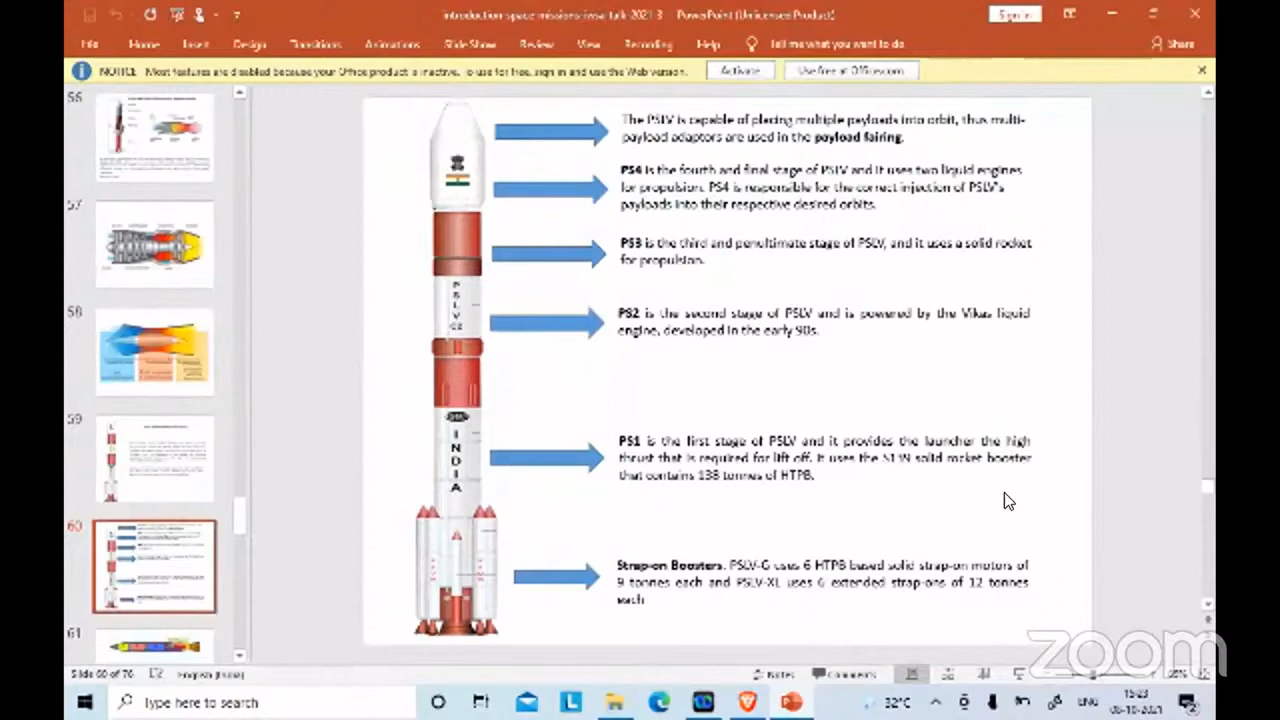 introduction space missions iwsa talk 2021 3 - PowerPoint (Unlicensed Product)
Sign in
File Home Insert Design Transitions Animations Slide Show Review View Recording Help Tell me what you want to do
Share
NOTICE Most features are disabled because your Office product is inactive. To use for free, sign in and use the Web version.
Activate
Use free at Office.com
56
57
58
59
60
61
The PSLV is capable of placing multiple payloads into orbit, thus multi-
payload adaptors are used in the payload fairing.
PS4 is the fourth and final stage of PSLV and it uses two liquid engines
for propulsion. PS4 is responsible for the correct injection of PSLV's
payloads into their respective desired orbits.
PS3 is the third and penultimate stage of PSLV, and it uses a solid rocket
for propulsion.
PS2 is the second stage of PSLV and is powered by the Vikas liquid
engine, developed in the early 90s.
PS1 is the first stage of PSLV and it provides the launcher the high
thrust that is required for lift off. It uses the S139 solid rocket booster
that contains 138 tonnes of HTPB.
Strap-on Boosters. PSLV-G uses 6 HTPB based solid strap-on motors of
9 tonnes each and PSLV-XL uses 6 extended strap-ons of 12 tonnes
each
PSLV
C2
INDIA
zoom
Slide 60 of 76
English (India)
Notes
Comments
Type here to search
32°C
ENG
15:23
08-10-2021